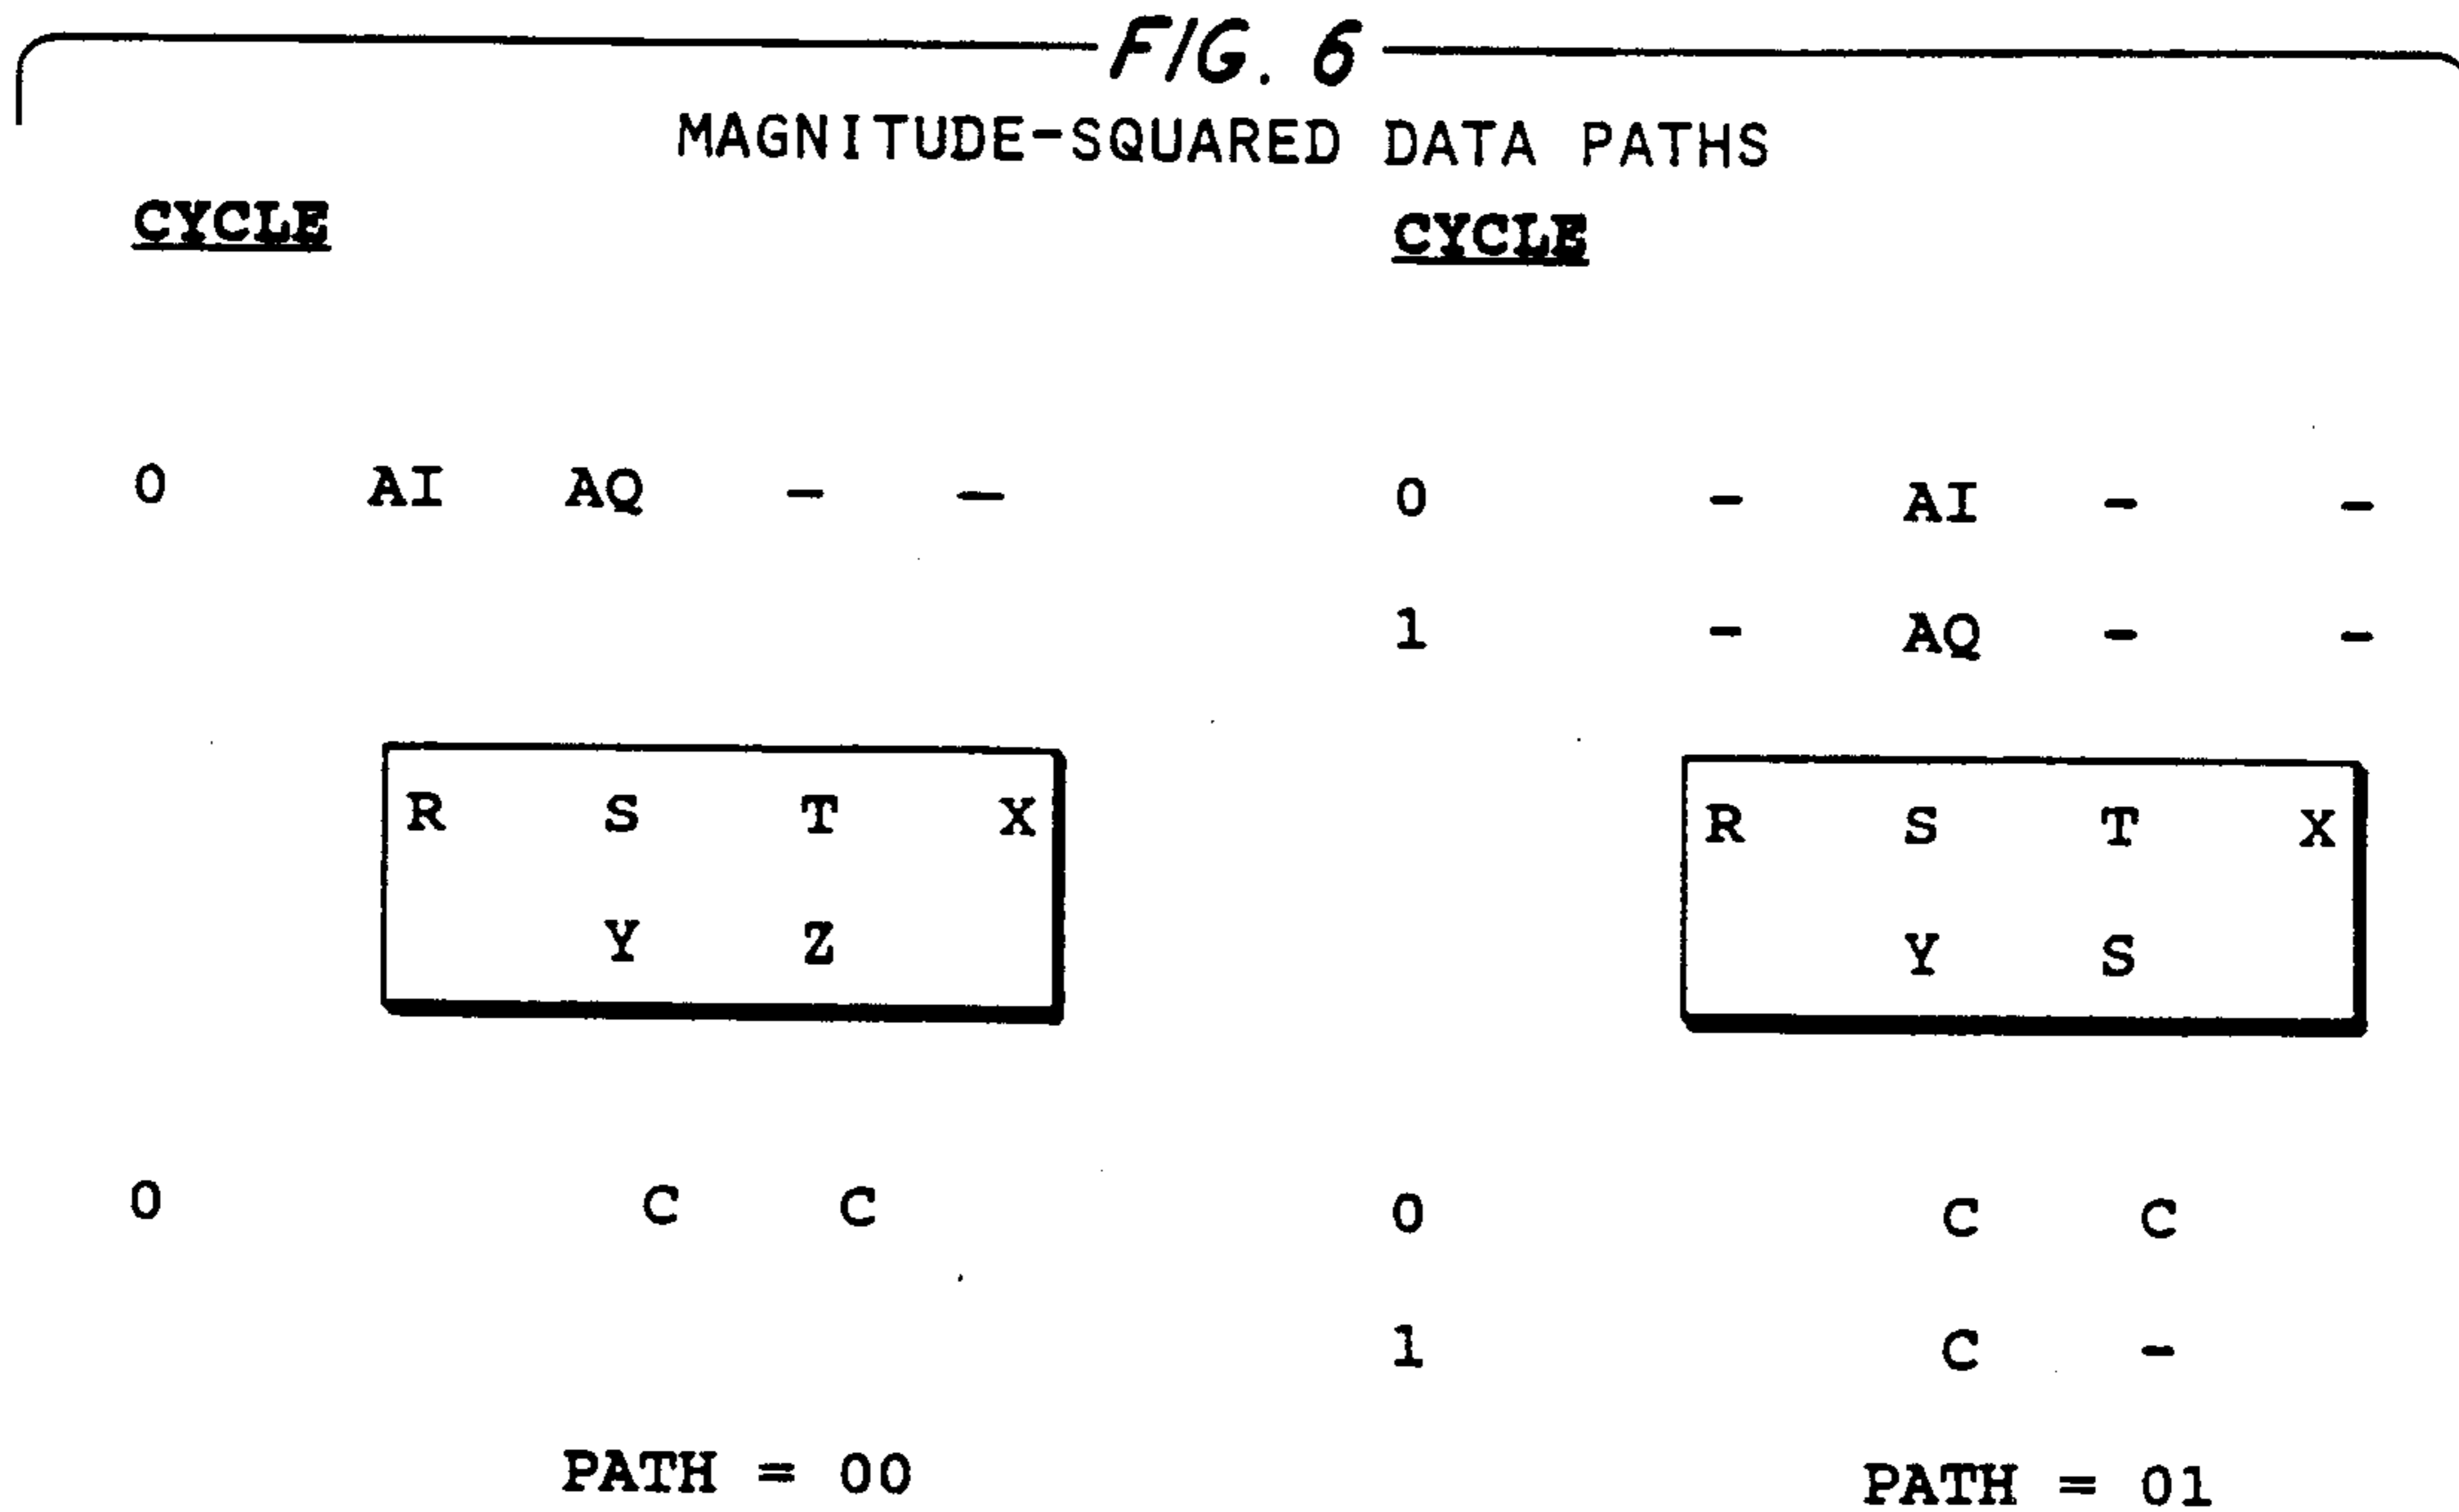 FIG. 6
MAGNITUDE-SQUARED DATA PATHS
CYCLE
0 AI AQ - —
R S T X
Y Z
0 C C
PATH = 00
CYCLE
0 - AI - -
1 - AQ - -
R S T X
Y S
0 C C
1 C -
PATH = 01